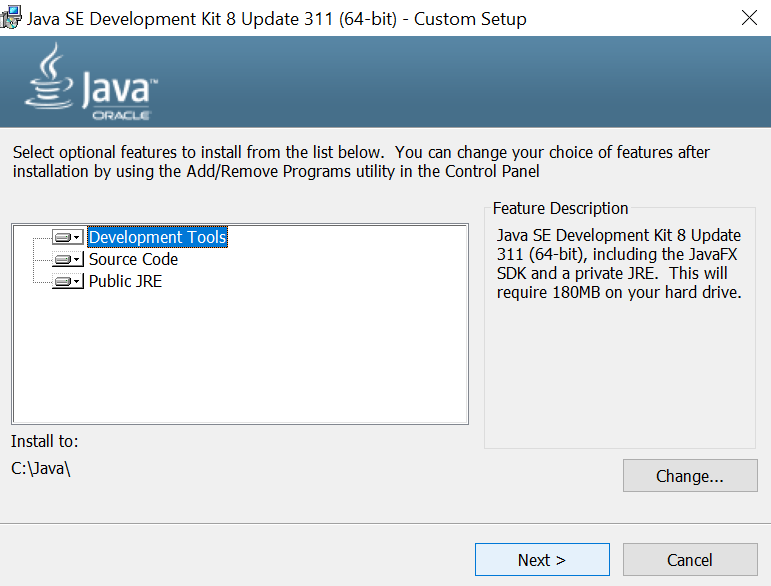 Java SE Development Kit 8 Update 311 (64-bit) - Custom Setup
Java™
ORACLE
Select optional features to install from the list below.  You can change your choice of features after
installation by using the Add/Remove Programs utility in the Control Panel
Development Tools
Source Code
Public JRE
Feature Description
Java SE Development Kit 8 Update
311 (64-bit), including the JavaFX
SDK and a private JRE.  This will
require 180MB on your hard drive.
Install to:
C:\Java\
Change...
Next >
Cancel